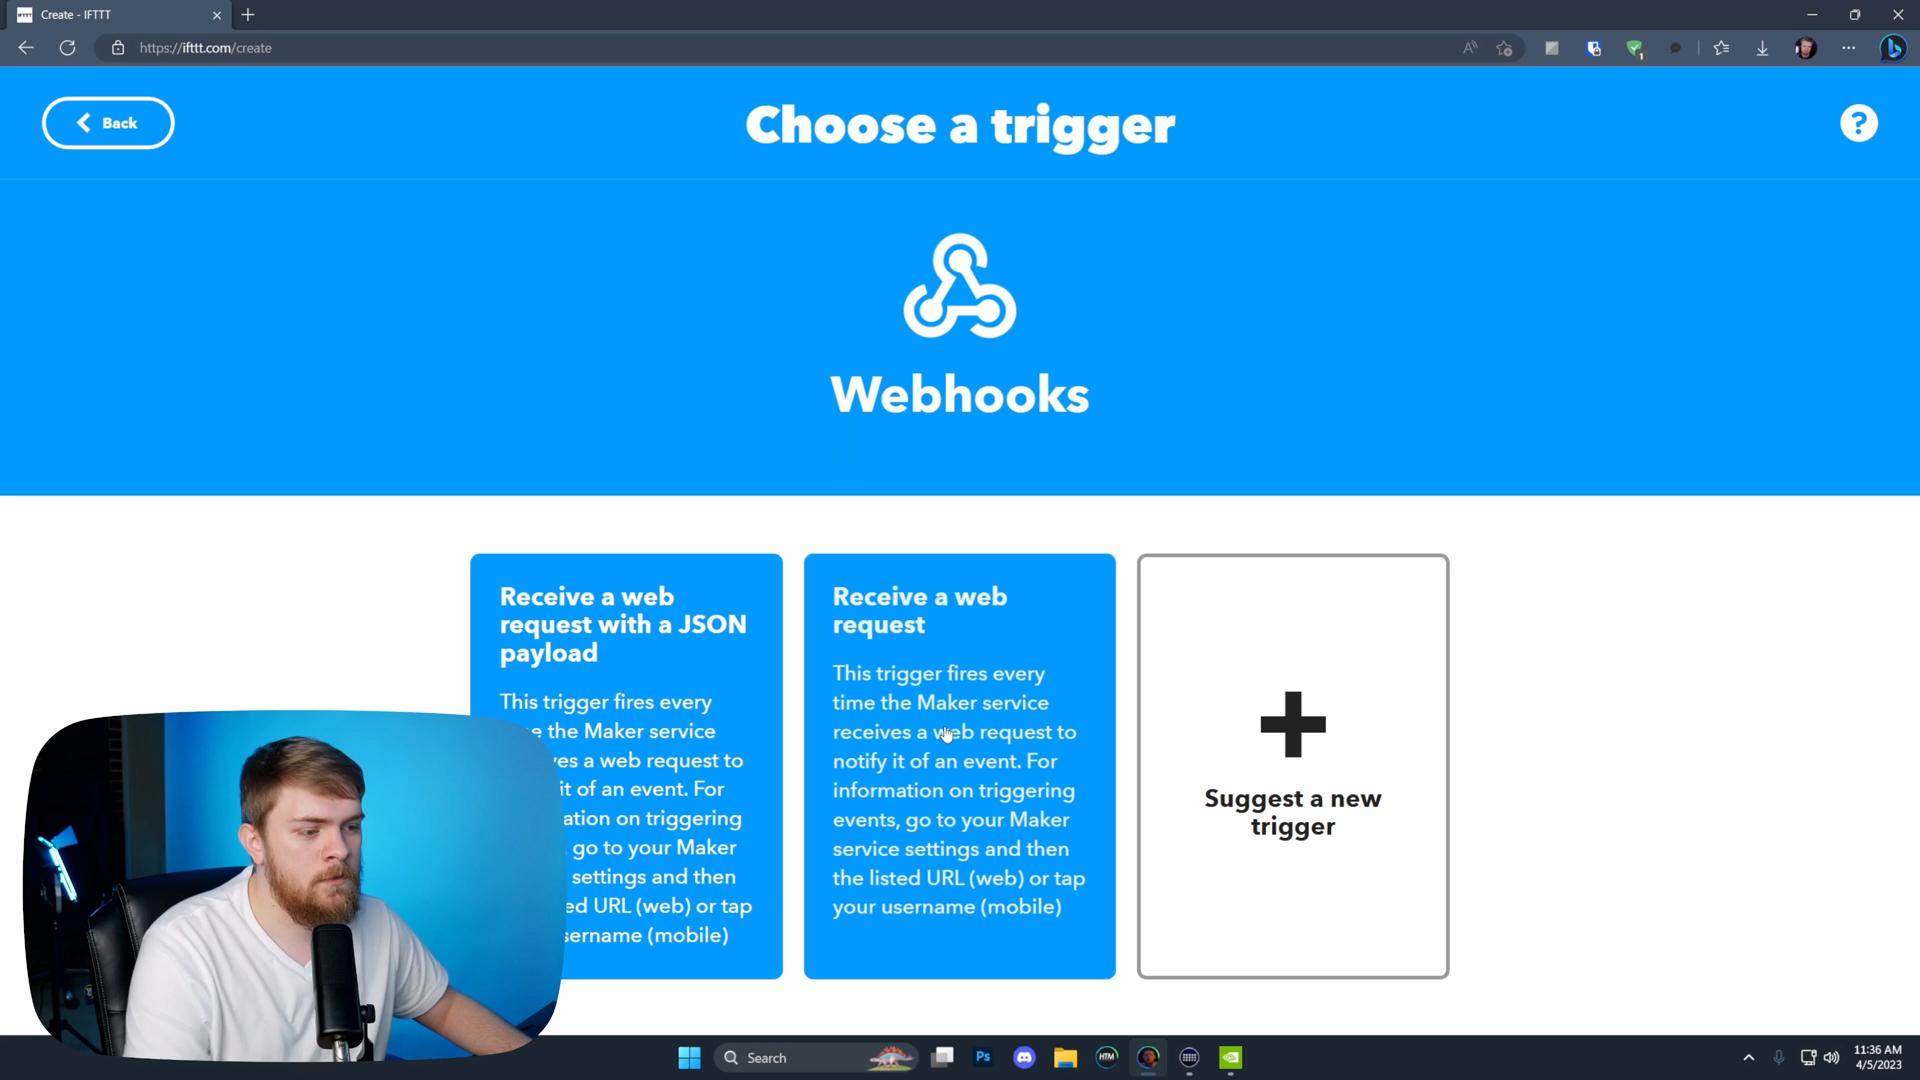 Create - IFTTT
https://ifttt.com/create
Back
Choose a trigger
?
Webhooks
Receive a web
request with a JSON
payload
This trigger fires every
the Maker service
a web request to
it of an event. For
on triggering
go to your Maker
settings and then
URL (web) or tap
(mobile)
Receive a web
request
This trigger fires every
time the Maker service
receives a web request to
notify it of an event. For
information on triggering
events, go to your Maker
service settings and then
the listed URL (web) or tap
your username (mobile)
Suggest a new
trigger
Search
Ps
HTM
11:36 AM
4/5/2023